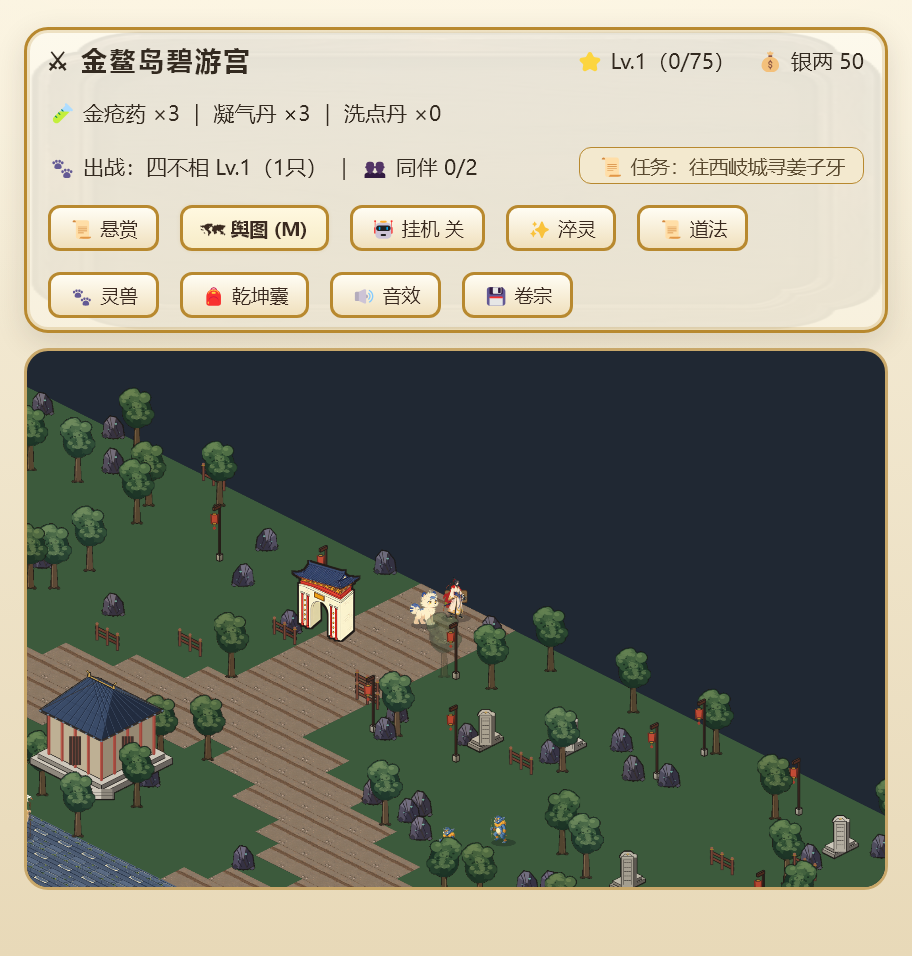 金鳌岛碧游宫 Lv.1（0/75） 银两 50
金疮药 ×3 | 凝气丹 ×3 | 洗点丹 ×0
出战：四不相 Lv.1（1只） | 同伴 0/2 任务：往西岐城寻姜子牙
悬赏 舆图 (M) 挂机 关 淬灵 道法
灵兽 乾坤囊 音效 卷宗